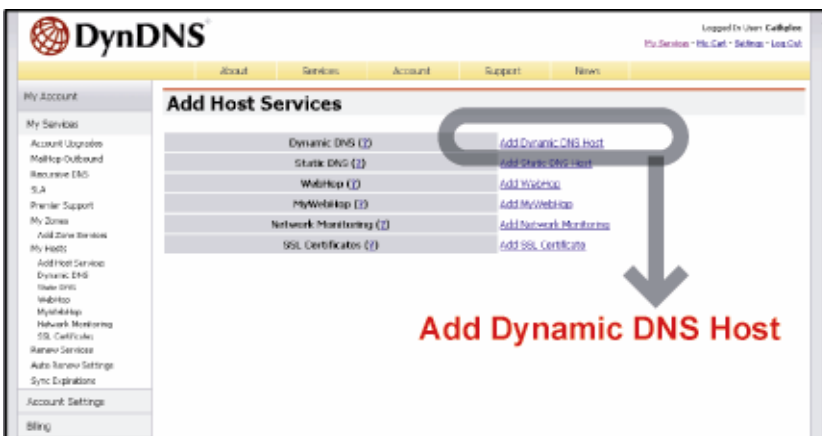 DynDNS
Logged In User:
My Services - My Cart - Settings - Log Out
About Services Account Support News
My Account
Add Host Services
My Services
Account Upgrades
MailHop Outbound
Recursive DNS
SLA
Premier Support
My Zones
Add Zone Services
My Hosts
Add Host Services
Dynamic DNS
Static DNS
WebHop
MyWebHop
Network Monitoring
SSL Certificates
Renew Services
Auto Renew Settings
Sync Expirations
Account Settings
Billing
Dynamic DNS (?) Add Dynamic DNS Host
Static DNS (?) Add Static DNS Host
WebHop (?) Add WebHop
MyWebHop (?) Add MyWebHop
Network Monitoring (?) Add Network Monitoring
SSL Certificates (?) Add SSL Certificate
Add Dynamic DNS Host